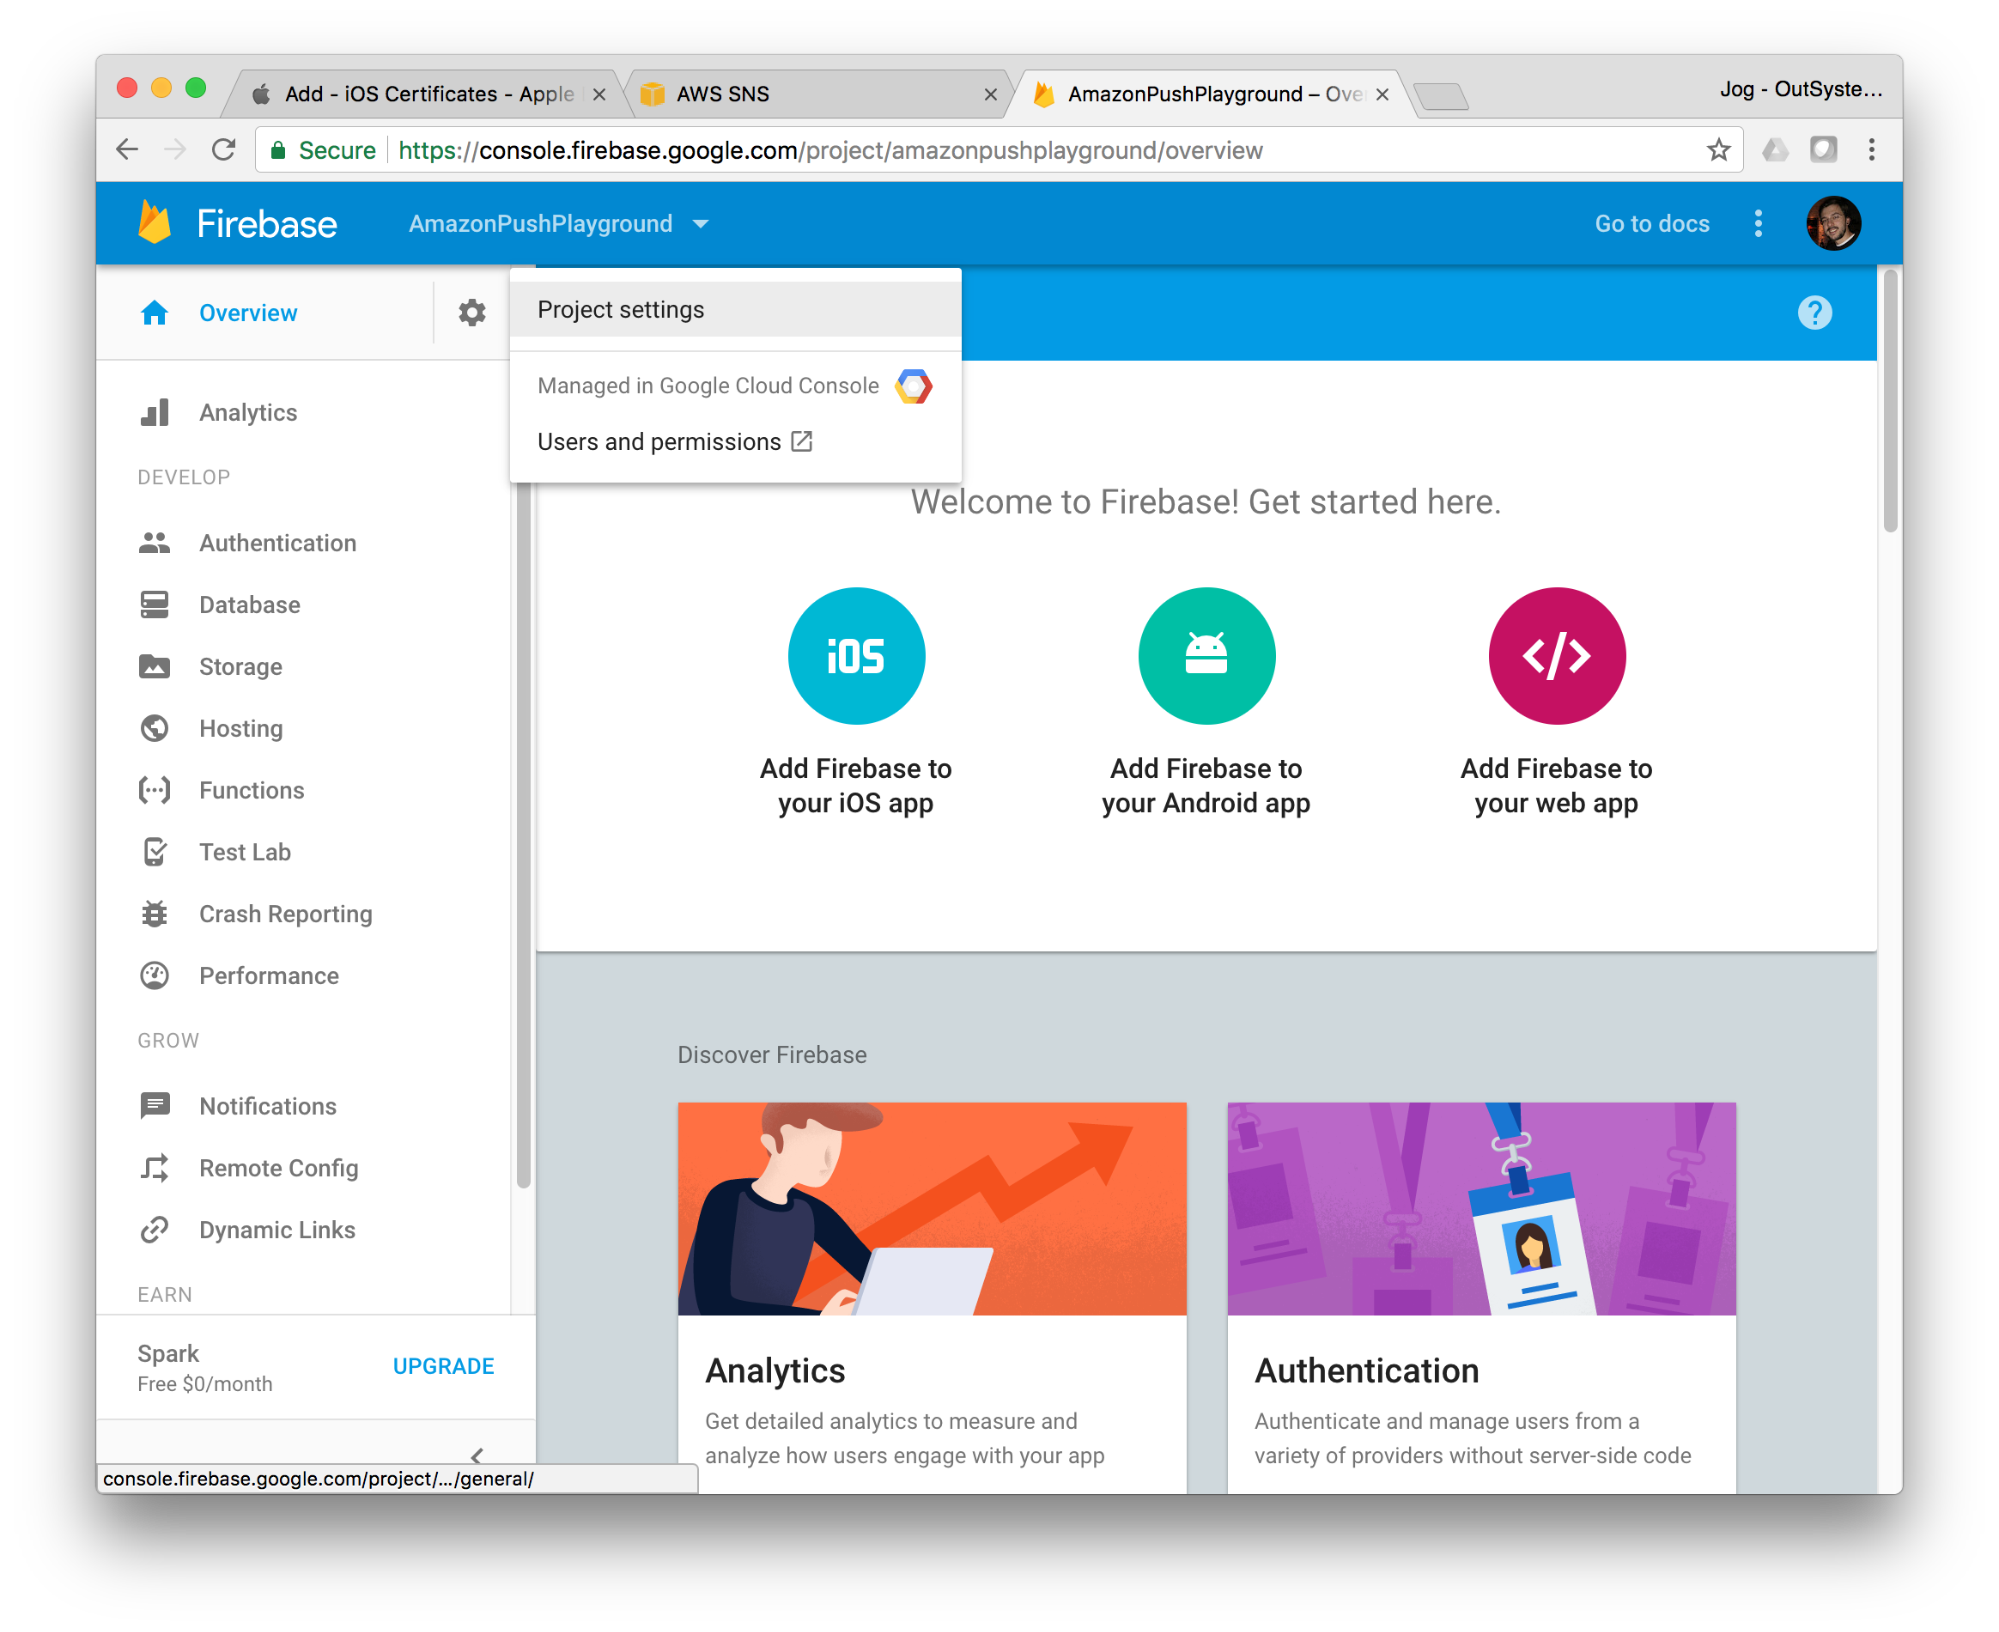 Add - iOS Certificates - Apple
AWS SNS
AmazonPushPlayground – Over
Jog - OutSyste...
Secure
https://console.firebase.google.com/project/amazonpushplayground/overview
Firebase
AmazonPushPlayground
Go to docs
Overview
Project settings
?
Managed in Google Cloud Console
Users and permissions
Analytics
DEVELOP
Authentication
Database
Storage
Hosting
Functions
Test Lab
Crash Reporting
Performance
GROW
Notifications
Remote Config
Dynamic Links
EARN
Spark
Free $0/month
UPGRADE
console.firebase.google.com/project/.../general/
Welcome to Firebase! Get started here.
iOS
</>
Add Firebase to
your iOS app
Add Firebase to
your Android app
Add Firebase to
your web app
Discover Firebase
Analytics
Get detailed analytics to measure and
analyze how users engage with your app
Authentication
Authenticate and manage users from a
variety of providers without server-side code